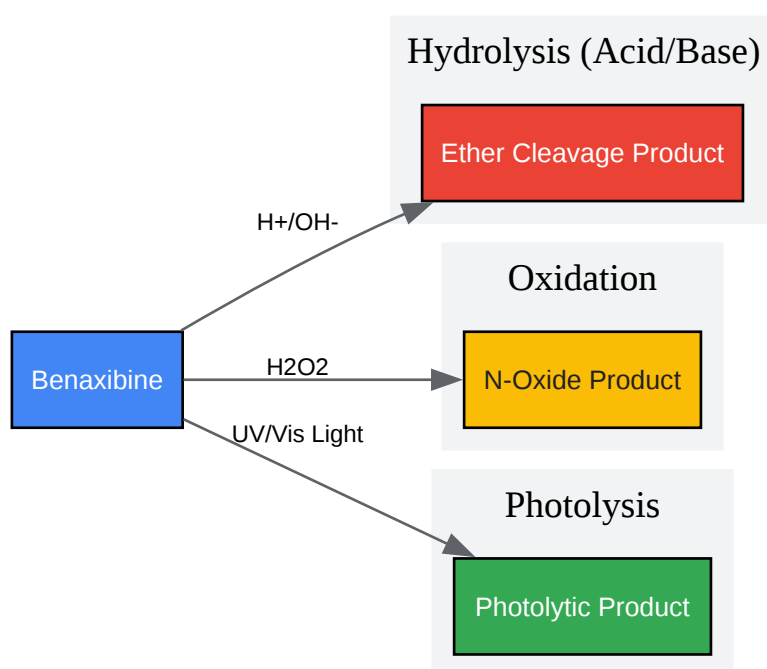 Hydrolysis (Acid/Base)
Ether Cleavage Product
H+/OH-
Oxidation
Benaxibine
H2O2
N-Oxide Product
UV/Vis Light
Photolysis
Photolytic Product